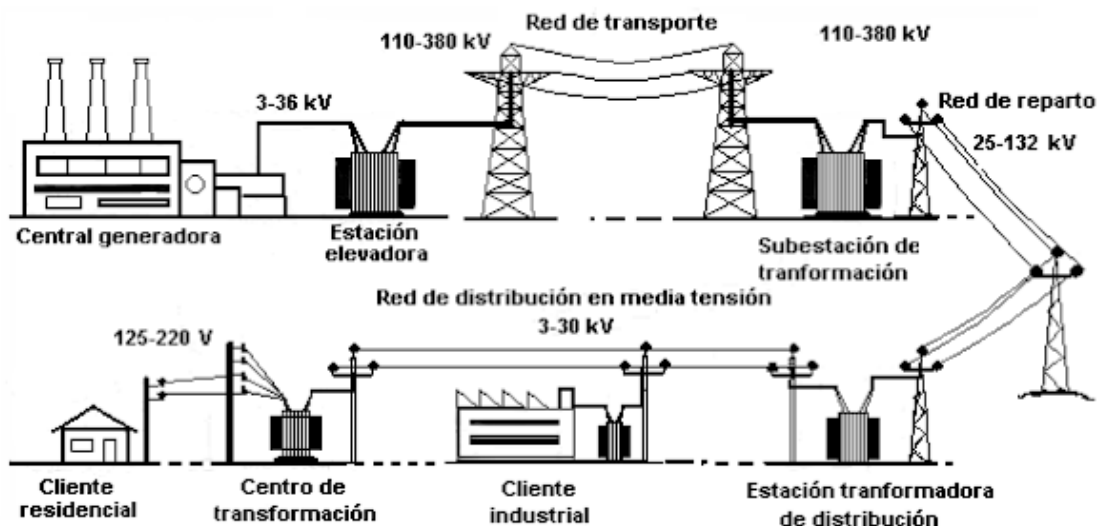 Red de transporte
110-380 kV
110-380 kV
3-36 kV
Red de reparto
25-132 kV
Central generadora
Estación
elevadora
Subestación de
tranformación
Red de distribución en media tensión
3-30 kV
125-220 V
Cliente
residencial
Centro de
transformación
Cliente
industrial
Estación tranformadora
de distribución